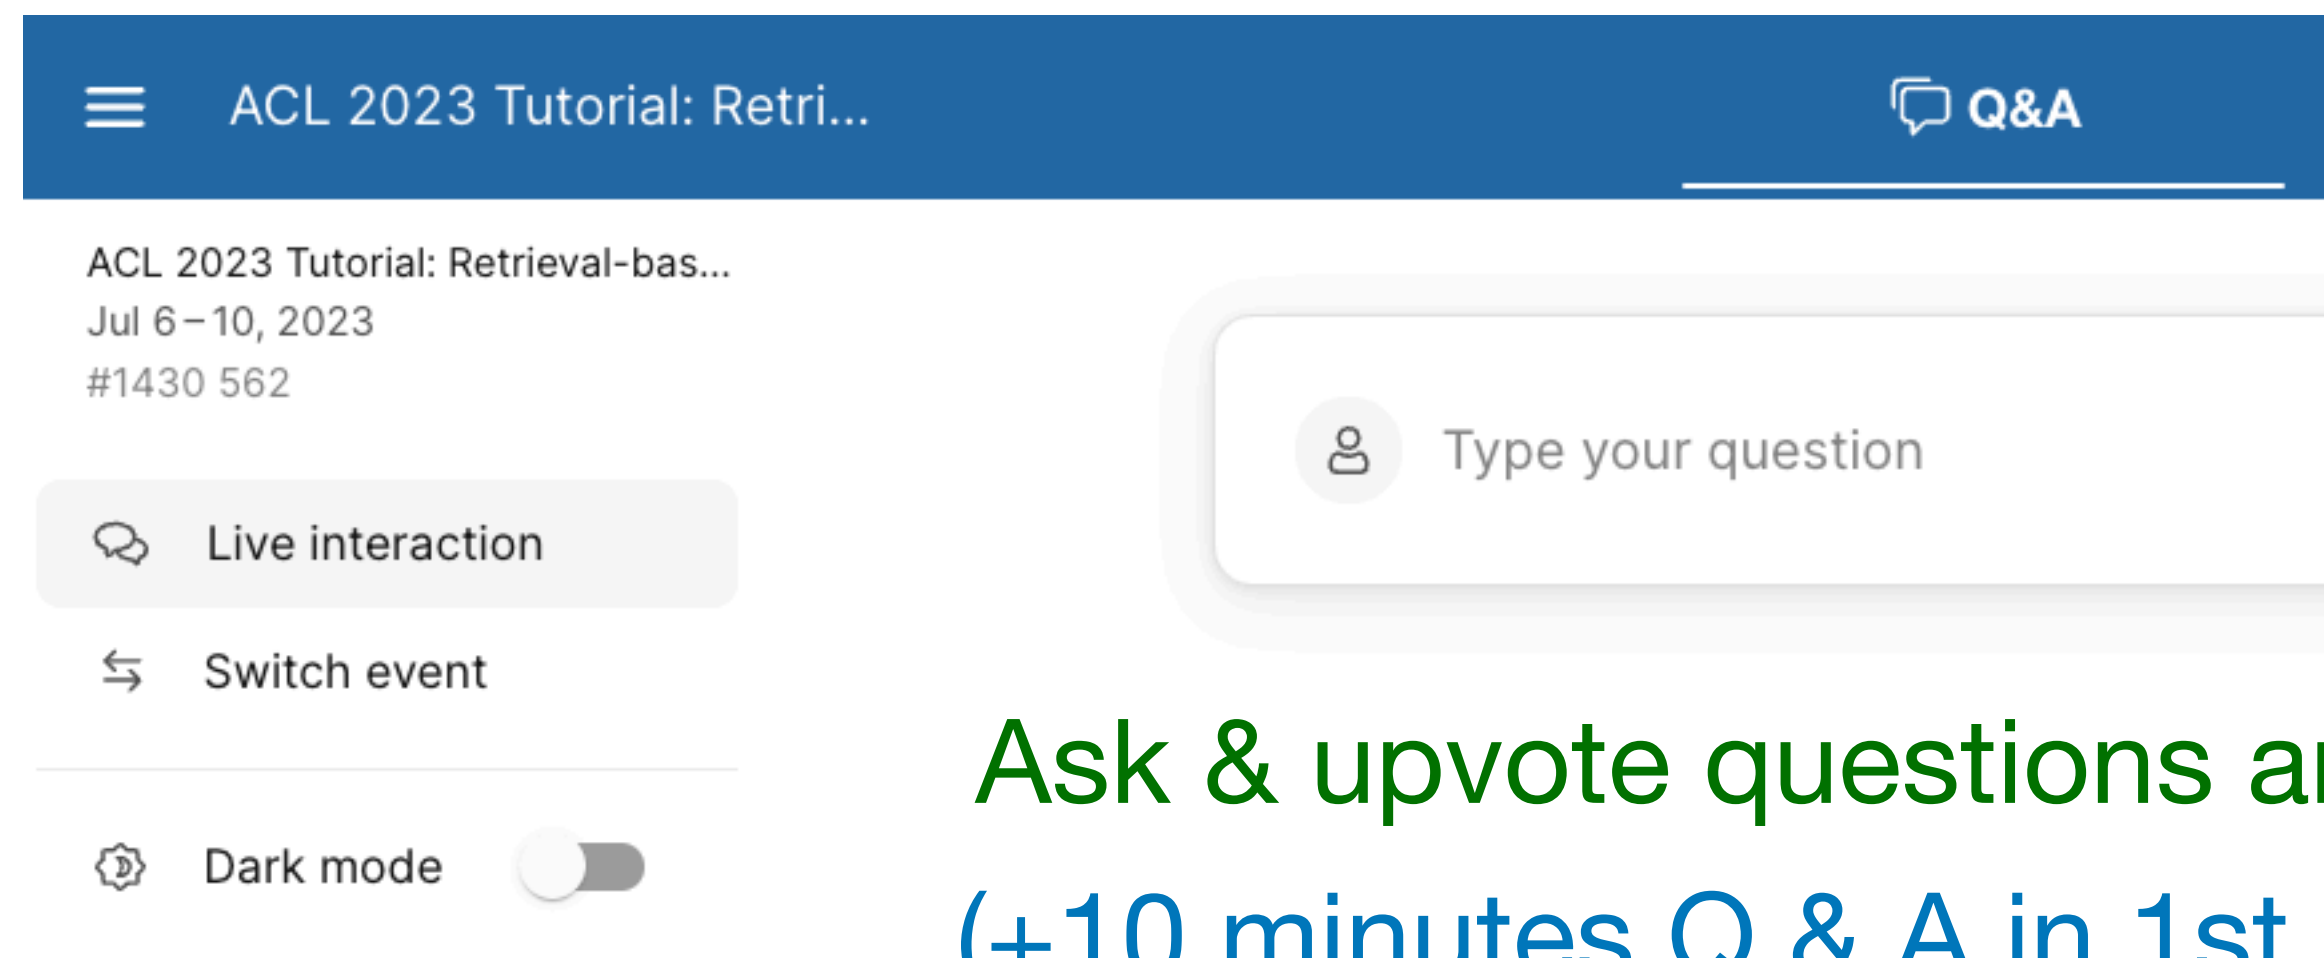 ACL 2023 Tutorial: Retri...
Q&A
ACL 2023 Tutorial: Retrieval-bas...
Jul 6–10, 2023
#1430 562
Live interaction
Switch event
Dark mode
Type your question
Ask & upvote questions
(+10 minutes Q & A in 1st